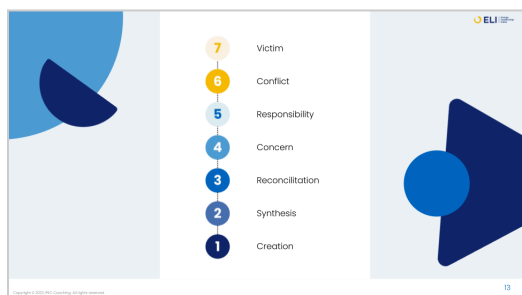 ELI
7 Victim
6 Conflict
5 Responsibility
4 Concern
3 Reconcilitation
2 Synthesis
1 Creation
13